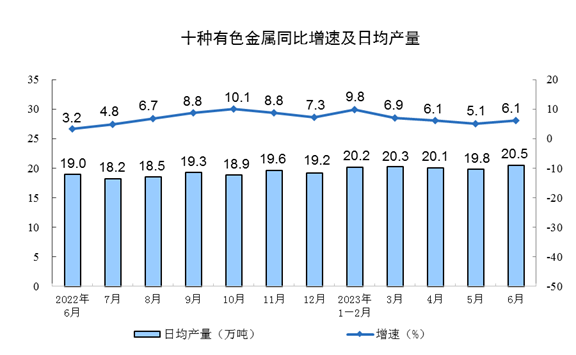 十种有色金属同比增速及日均产量
35 20
3.2 4.8 6.7 8.8 10.1 8.8 7.3 9.8 6.9 6.1 5.1 6.1
30 10
25 0
19.0 18.2 18.5 19.3 18.9 19.6 19.2 20.2 20.3 20.1 19.8 20.5
20 -10
15 -20
10 -30
5 -40
0 -50
2022年 7月 8月 9月 10月 11月 12月 2023年 3月 4月 5月 6月
6月 1—2月
日均产量（万吨） 增速（%）